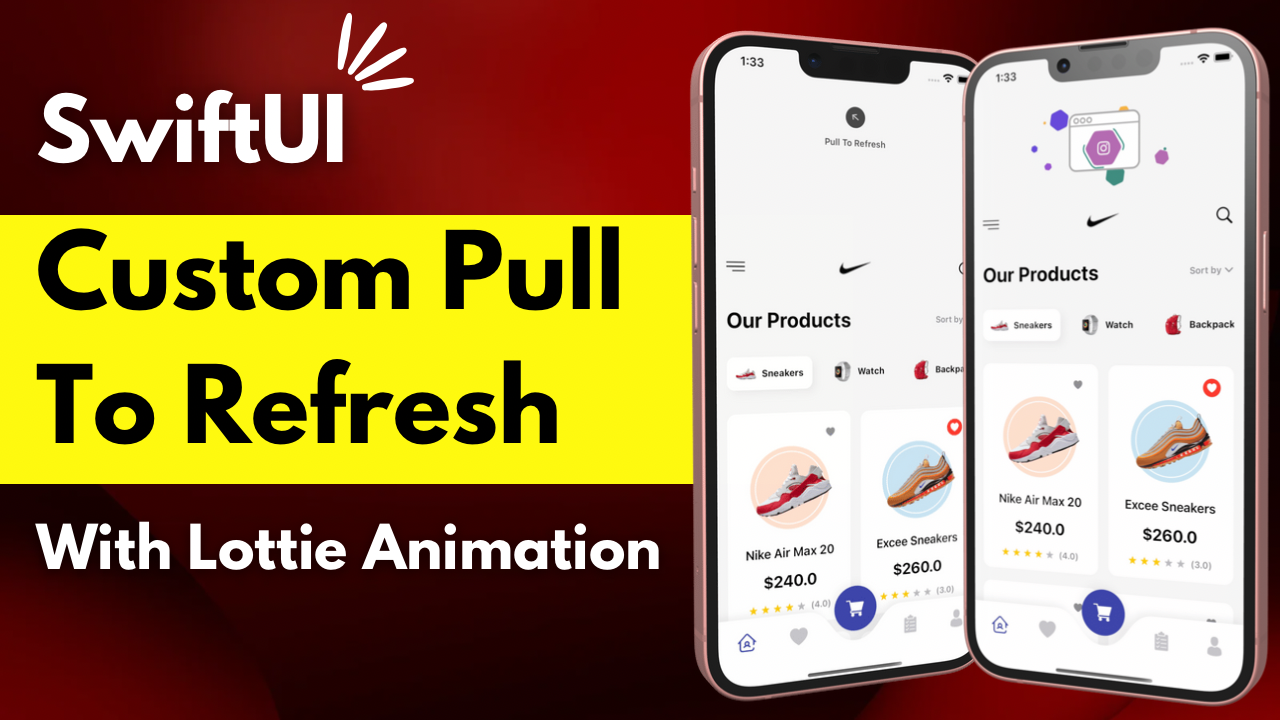 SwiftUI
Custom Pull
To Refresh
With Lottie Animation
1:33
Pull To Refresh
Our Products
Sort by
Sneakers
Watch
Backpa
Nike Air Max 20
$240.0
(4.0)
Excee Sneakers
$260.0
(3.0)
1:33
Our Products
Sort by
Sneakers
Watch
Backpack
Nike Air Max 20
$240.0
(4.0)
Excee Sneakers
$260.0
(3.0)